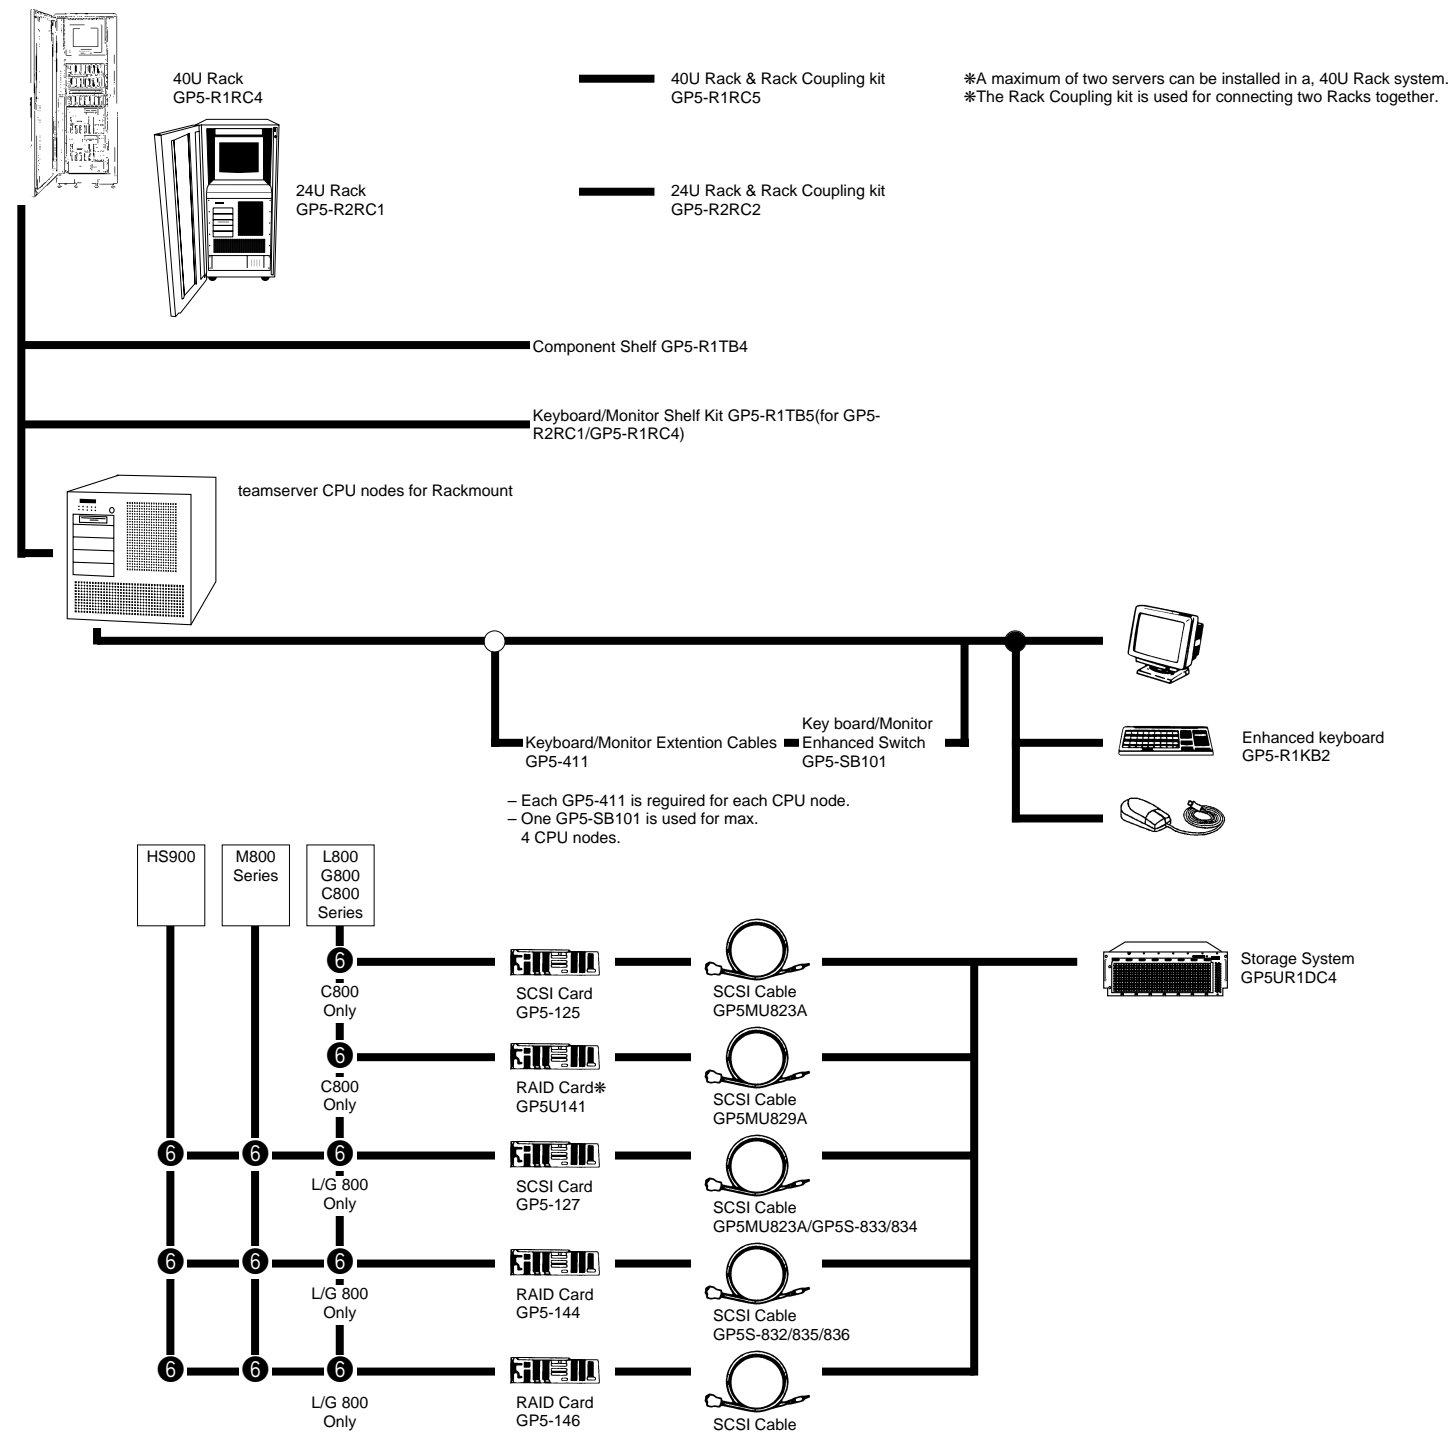 40U Rack
GP5-R1RC4
40U Rack & Rack Coupling kit
GP5-R1RC5
❋A maximum of two servers can be installed in a, 40U Rack system.
❋The Rack Coupling kit is used for connecting two Racks together.
24U Rack
GP5-R2RC1
24U Rack & Rack Coupling kit
GP5-R2RC2
Component Shelf GP5-R1TB4
Keyboard/Monitor Shelf Kit GP5-R1TB5(for GP5-
R2RC1/GP5-R1RC4)
teamserver CPU nodes for Rackmount
Keyboard/Monitor Extention Cables
GP5-411
Key board/Monitor
Enhanced Switch
GP5-SB101
Enhanced keyboard
GP5-R1KB2
– Each GP5-411 is reguired for each CPU node.
– One GP5-SB101 is used for max.
4 CPU nodes.
HS900
M800
Series
L800
G800
C800
Series
6
C800
Only
SCSI Card
GP5-125
SCSI Cable
GP5MU823A
Storage System
GP5UR1DC4
6
C800
Only
RAID Card❋
GP5U141
SCSI Cable
GP5MU829A
6 6 6
L/G 800
Only
SCSI Card
GP5-127
SCSI Cable
GP5MU823A/GP5S-833/834
6 6 6
L/G 800
Only
RAID Card
GP5-144
SCSI Cable
GP5S-832/835/836
6 6 6
L/G 800
Only
RAID Card
GP5-146
SCSI Cable